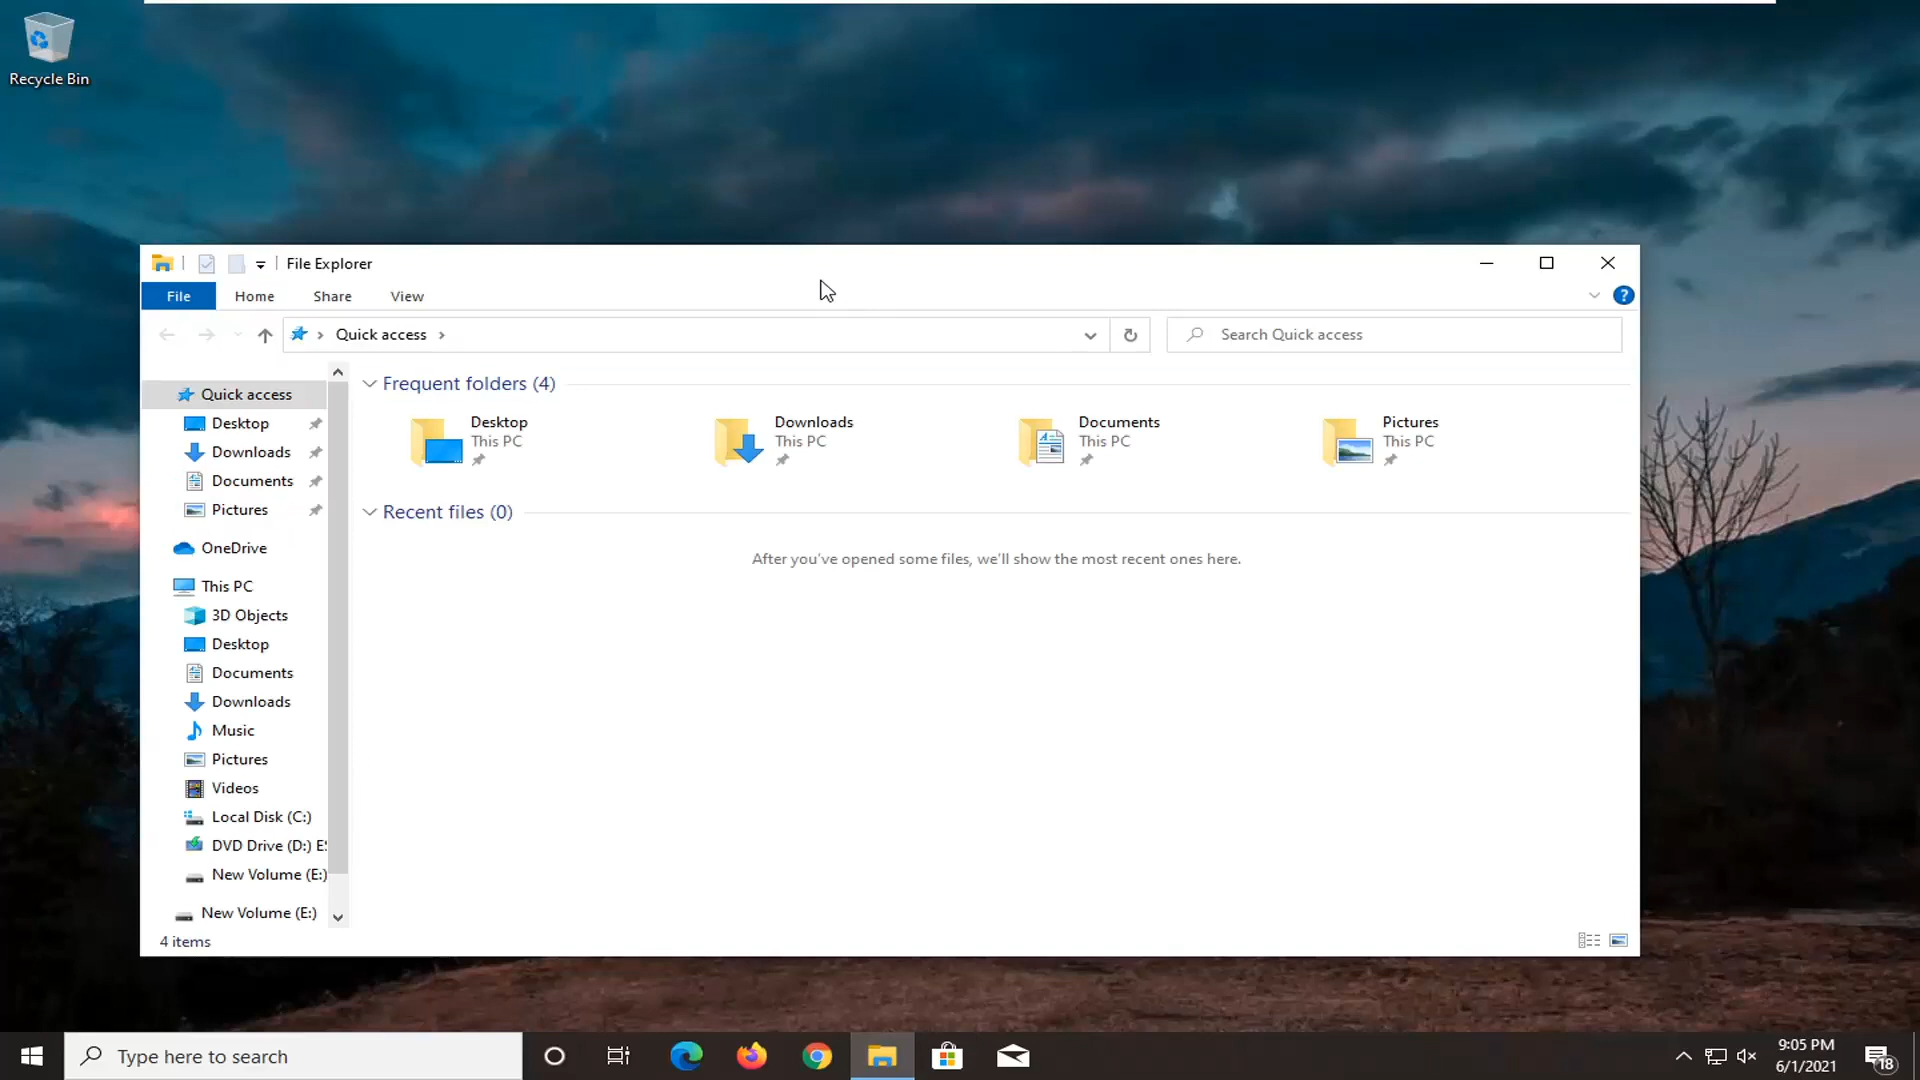 Recycle Bin
File Explorer
File Home Share View
Quick access
Search Quick access
Quick access
Desktop
Downloads
Documents
Pictures
OneDrive
This PC
3D Objects
Desktop
Documents
Downloads
Music
Pictures
Videos
Local Disk (C:)
DVD Drive (D:) E
New Volume (E:)
New Volume (E:)
Frequent folders (4)
Desktop
This PC
Downloads
This PC
Documents
This PC
Pictures
This PC
Recent files (0)
After you've opened some files, we'll show the most recent ones here.
4 items
Type here to search
9:05 PM
6/1/2021
18